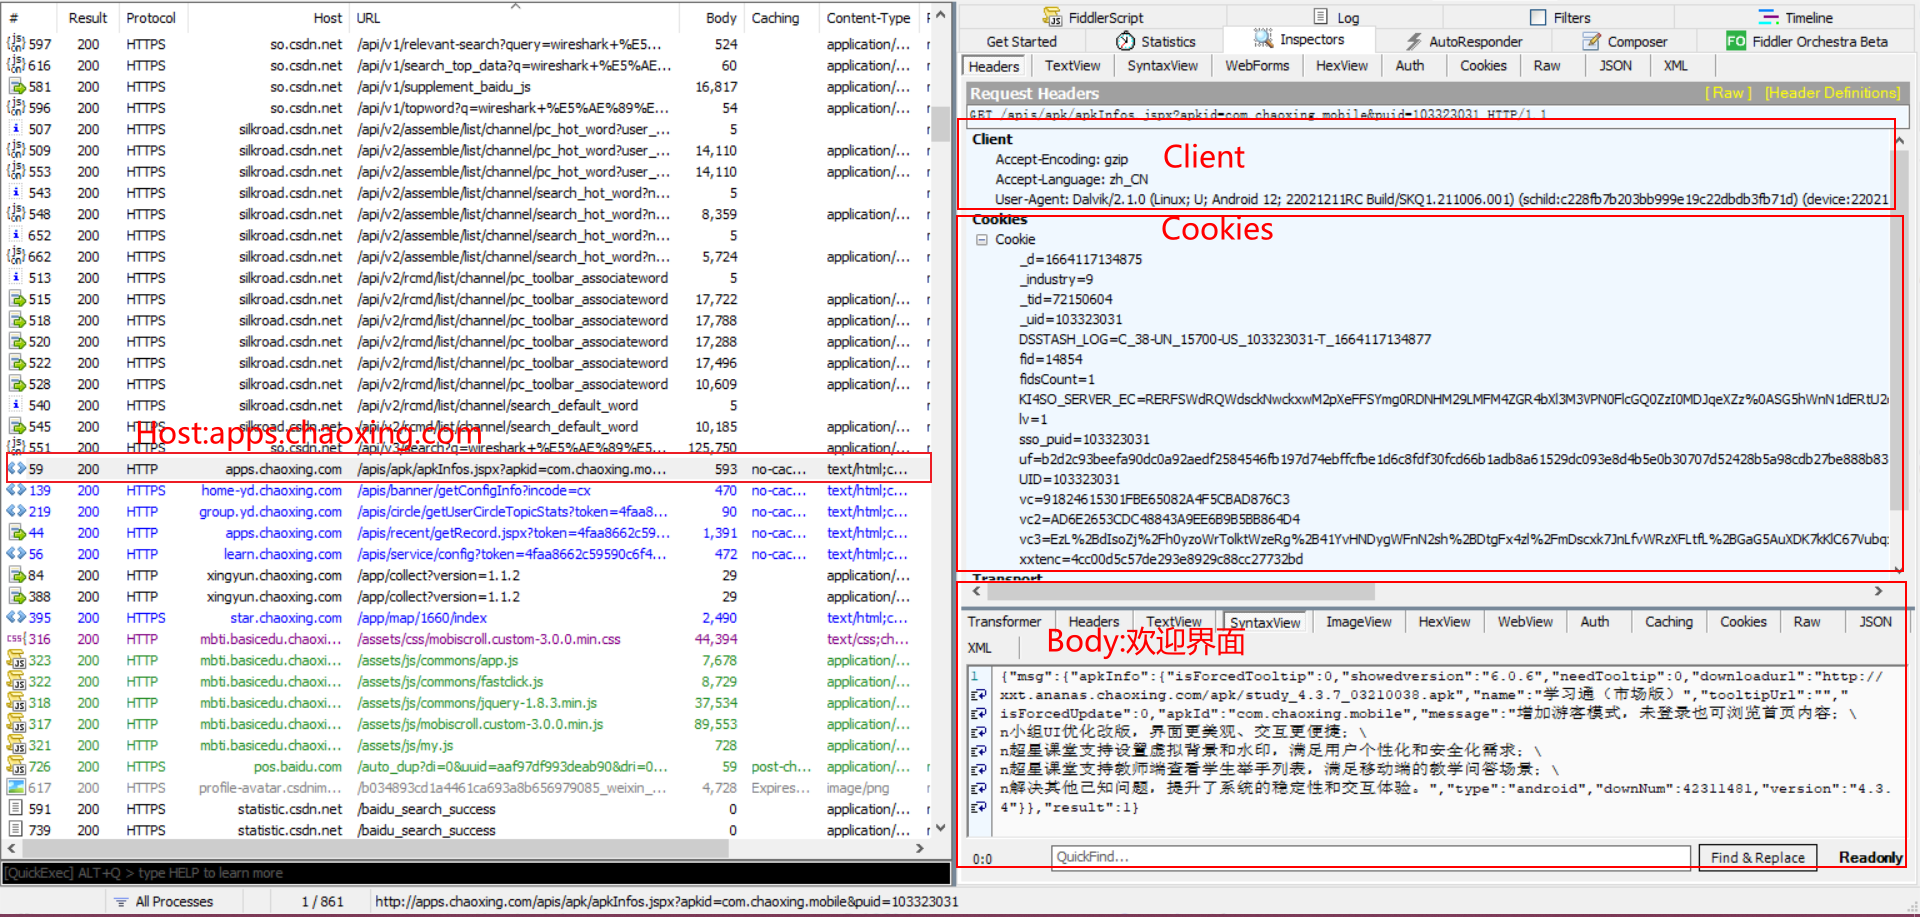 # Result Protocol Host URL Body Caching Content-Type
597 200 HTTPS so.csdn.net /api/v1/relevant-search?query=wireshark+%E5... 524 application/...
616 200 HTTPS so.csdn.net /api/v1/search_top_data?q=wireshark+%E5%AE... 60 application/...
581 200 HTTPS so.csdn.net /api/v1/supplement_baidu_js 16,817 application/...
596 200 HTTPS so.csdn.net /api/v1/topword?q=wireshark+%E5%AE%89%E... 54 application/...
507 200 HTTPS silkroad.csdn.net /api/v2/assemble/list/channel/pc_hot_word?user_... 5
509 200 HTTPS silkroad.csdn.net /api/v2/assemble/list/channel/pc_hot_word?user_... 14,110 application/...
553 200 HTTPS silkroad.csdn.net /api/v2/assemble/list/channel/pc_hot_word?user_... 14,110 application/...
543 200 HTTPS silkroad.csdn.net /api/v2/assemble/list/channel/search_hot_word?n... 5
548 200 HTTPS silkroad.csdn.net /api/v2/assemble/list/channel/search_hot_word?n... 8,359 application/...
652 200 HTTPS silkroad.csdn.net /api/v2/assemble/list/channel/search_hot_word?n... 5
662 200 HTTPS silkroad.csdn.net /api/v2/assemble/list/channel/search_hot_word?n... 5,724 application/...
513 200 HTTPS silkroad.csdn.net /api/v2/rcmd/list/channel/pc_toolbar_associateword 5
515 200 HTTPS silkroad.csdn.net /api/v2/rcmd/list/channel/pc_toolbar_associateword 17,722 application/...
518 200 HTTPS silkroad.csdn.net /api/v2/rcmd/list/channel/pc_toolbar_associateword 17,788 application/...
520 200 HTTPS silkroad.csdn.net /api/v2/rcmd/list/channel/pc_toolbar_associateword 17,288 application/...
522 200 HTTPS silkroad.csdn.net /api/v2/rcmd/list/channel/pc_toolbar_associateword 17,496 application/...
528 200 HTTPS silkroad.csdn.net /api/v2/rcmd/list/channel/pc_toolbar_associateword 10,609 application/...
540 200 HTTPS silkroad.csdn.net /api/v2/rcmd/list/channel/search_default_word 5
545 200 HTTPS silkroad.csdn.net /api/v2/rcmd/list/channel/search_default_word 10,185 application/...
Host:apps.chaoxing.com
551 200 HTTPS so.csdn.net /api/v3/search?q=wireshark+%E5%AE%89%E5... 125,750 application/...
59 200 HTTP apps.chaoxing.com /apis/apk/apkInfos.jspx?apkid=com.chaoxing.mo... 593 no-cac... text/html;c...
139 200 HTTPS home-yd.chaoxing.com /apis/banner/getConfigInfo?incode=cx 470 no-cac... text/html;c...
219 200 HTTP group.yd.chaoxing.com /apis/circle/getUserCircleTopicStats?token=4faa8... 90 no-cac... text/html;c...
44 200 HTTP apps.chaoxing.com /apis/recent/getRecord.jspx?token=4faa8662c59... 1,391 no-cac... text/html;c...
56 200 HTTP learn.chaoxing.com /apis/service/config?token=4faa8662c59590c6f4... 472 no-cac... text/html;c...
84 200 HTTP xingyun.chaoxing.com /app/collect?version=1.1.2 29 application/...
388 200 HTTP xingyun.chaoxing.com /app/collect?version=1.1.2 29 application/...
395 200 HTTPS star.chaoxing.com /app/map/1660/index 2,490 text/html;c...
316 200 HTTP mbti.basicedu.chaoxi... /assets/css/mobiscroll.custom-3.0.0.min.css 44,394 text/css;ch...
323 200 HTTP mbti.basicedu.chaoxi... /assets/js/commons/app.js 7,678 application/...
322 200 HTTP mbti.basicedu.chaoxi... /assets/js/commons/fastclick.js 8,729 application/...
318 200 HTTP mbti.basicedu.chaoxi... /assets/js/commons/jquery-1.8.3.min.js 37,534 application/...
317 200 HTTP mbti.basicedu.chaoxi... /assets/js/mobiscroll.custom-3.0.0.min.js 89,553 application/...
321 200 HTTP mbti.basicedu.chaoxi... /assets/js/my.js 728 application/...
726 200 HTTPS pos.baidu.com /auto_dup?di=0&uuid=aaf97df993deab90&dri=0... 59 post-ch... application/...
617 200 HTTPS profile-avatar.csdnim... /b034893cd1a4461ca693a8b656979085_weixin_... 4,728 Expires... image/png
591 200 HTTPS statistic.csdn.net /baidu_search_success 0 application/...
739 200 HTTPS statistic.csdn.net /baidu_search_success 0 application/...
[QuickExec] ALT+Q > type HELP to learn more
All Processes 1 / 861 http://apps.chaoxing.com/apis/apk/apkInfos.jspx?apkid=com.chaoxing.mobile&puid=103323031
FiddlerScript Log Filters Timeline
Get Started Statistics Inspectors AutoResponder Composer FO Fiddler Orchestra Beta
Headers TextView SyntaxView WebForms HexView Auth Cookies Raw JSON XML
Request Headers [ Raw ] [Header Definitions]
GET /apis/apk/apkInfos.jspx?apkid=com.chaoxing.mobile&puid=103323031 HTTP/1.1
Client
Client
Accept-Encoding: gzip
Accept-Language: zh_CN
User-Agent: Dalvik/2.1.0 (Linux; U; Android 12; 22021211RC Build/SKQ1.211006.001) (schild:c228fb7b203bb999e19c22dbdb3fb71d) (device:22021
Cookies
Cookies
Cookie
_d=1664117134875
_industry=9
_tid=72150604
_uid=103323031
DSSTASH_LOG=C_38-UN_15700-US_103323031-T_1664117134877
fid=14854
fidsCount=1
KI4SO_SERVER_EC=RERFSWdRQWdsckNwckxwM2pXeFFSYmg0RDNHM29LMFM4ZGR4bXl3M3VPN0FlcGQ0ZzI0MDJqeXZz%0ASG5hWnN1dERtU2
lv=1
sso_puid=103323031
uf=b2d2c93beefa90dc0a92aedf2584546fb197d74ebffcfbe1d6c8fdf30fcd66b1adb8a61529dc093e8d4b5e0b30707d52428b5a98cdb27be888b83
UID=103323031
vc=91824615301FBE65082A4F5CBAD876C3
vc2=AD6E2653CDC48843A9EE6B9B5BB864D4
vc3=EzL%2BdIsoZj%2Fh0yzoWrTolktWzeRg%2B41YvHNDygWFnN2sh%2BDtgFx4zl%2FmDscxk7JnLfvWRzXFLtfL%2BGaG5AuXDK7kKlC67Vubq
xxtenc=4cc00d5c57de293e8929c88cc27732bd
Transport
Transformer Headers TextView SyntaxView ImageView HexView WebView Auth Caching Cookies Raw JSON
Body:欢迎界面
XML
1 {"msg":{"apkInfo":{"isForcedTooltip":0,"showedversion":"6.0.6","needTooltip":0,"downloadurl":"http://
xxt.ananas.chaoxing.com/apk/study_4.3.7_03210038.apk","name":"学习通（市场版）","tooltipUrl":"","
isForcedUpdate":0,"apkId":"com.chaoxing.mobile","message":"增加游客模式，未登录也可浏览首页内容；\
n小组UI优化改版，界面更美观、交互更便捷；\
n超星课堂支持设置虚拟背景和水印，满足用户个性化和安全化需求；\
n超星课堂支持教师端查看学生举手列表，满足移动端的教学问答场景；\
n解决其他已知问题，提升了系统的稳定性和交互体验。","type":"android","downNum":42311481,"version":"4.3.
4"}},"result":1}
0:0 QuickFind... Find & Replace Readonly